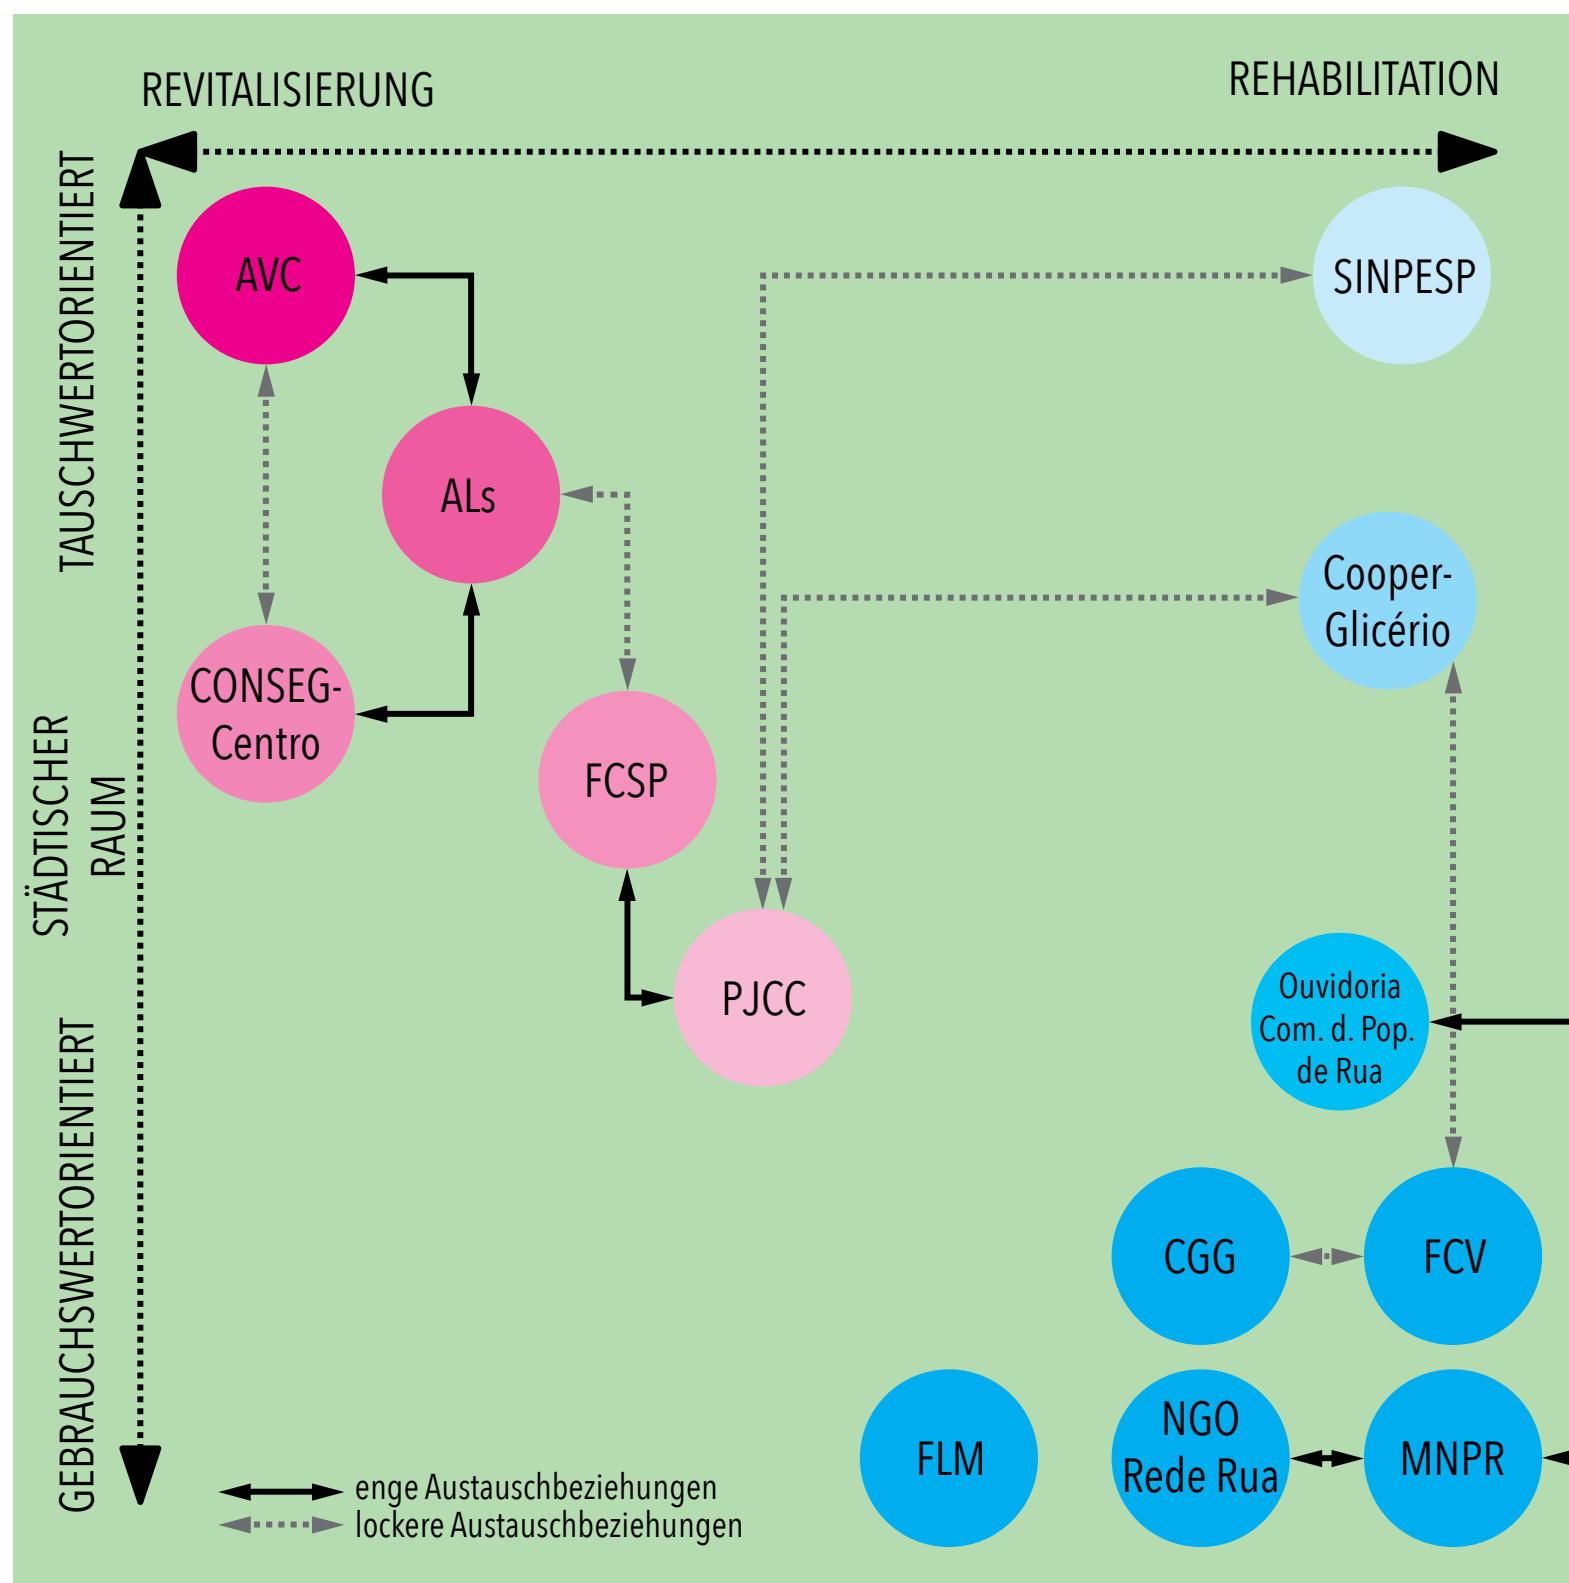 REVITALISIERUNG
REHABILITATION
TAUSCHWERTORIENTIERT
STÄDTISCHER
RAUM
GEBRAUCHSWERTORIENTIERT
AVC
SINPESP
ALs
Cooper-
Glicério
CONSEG-
Centro
FCSP
PJCC
Ouvidoria
Com. d. Pop.
de Rua
CGG
FCV
FLM
NGO
Rede Rua
MNPR
enge Austauschbeziehungen
lockere Austauschbeziehungen